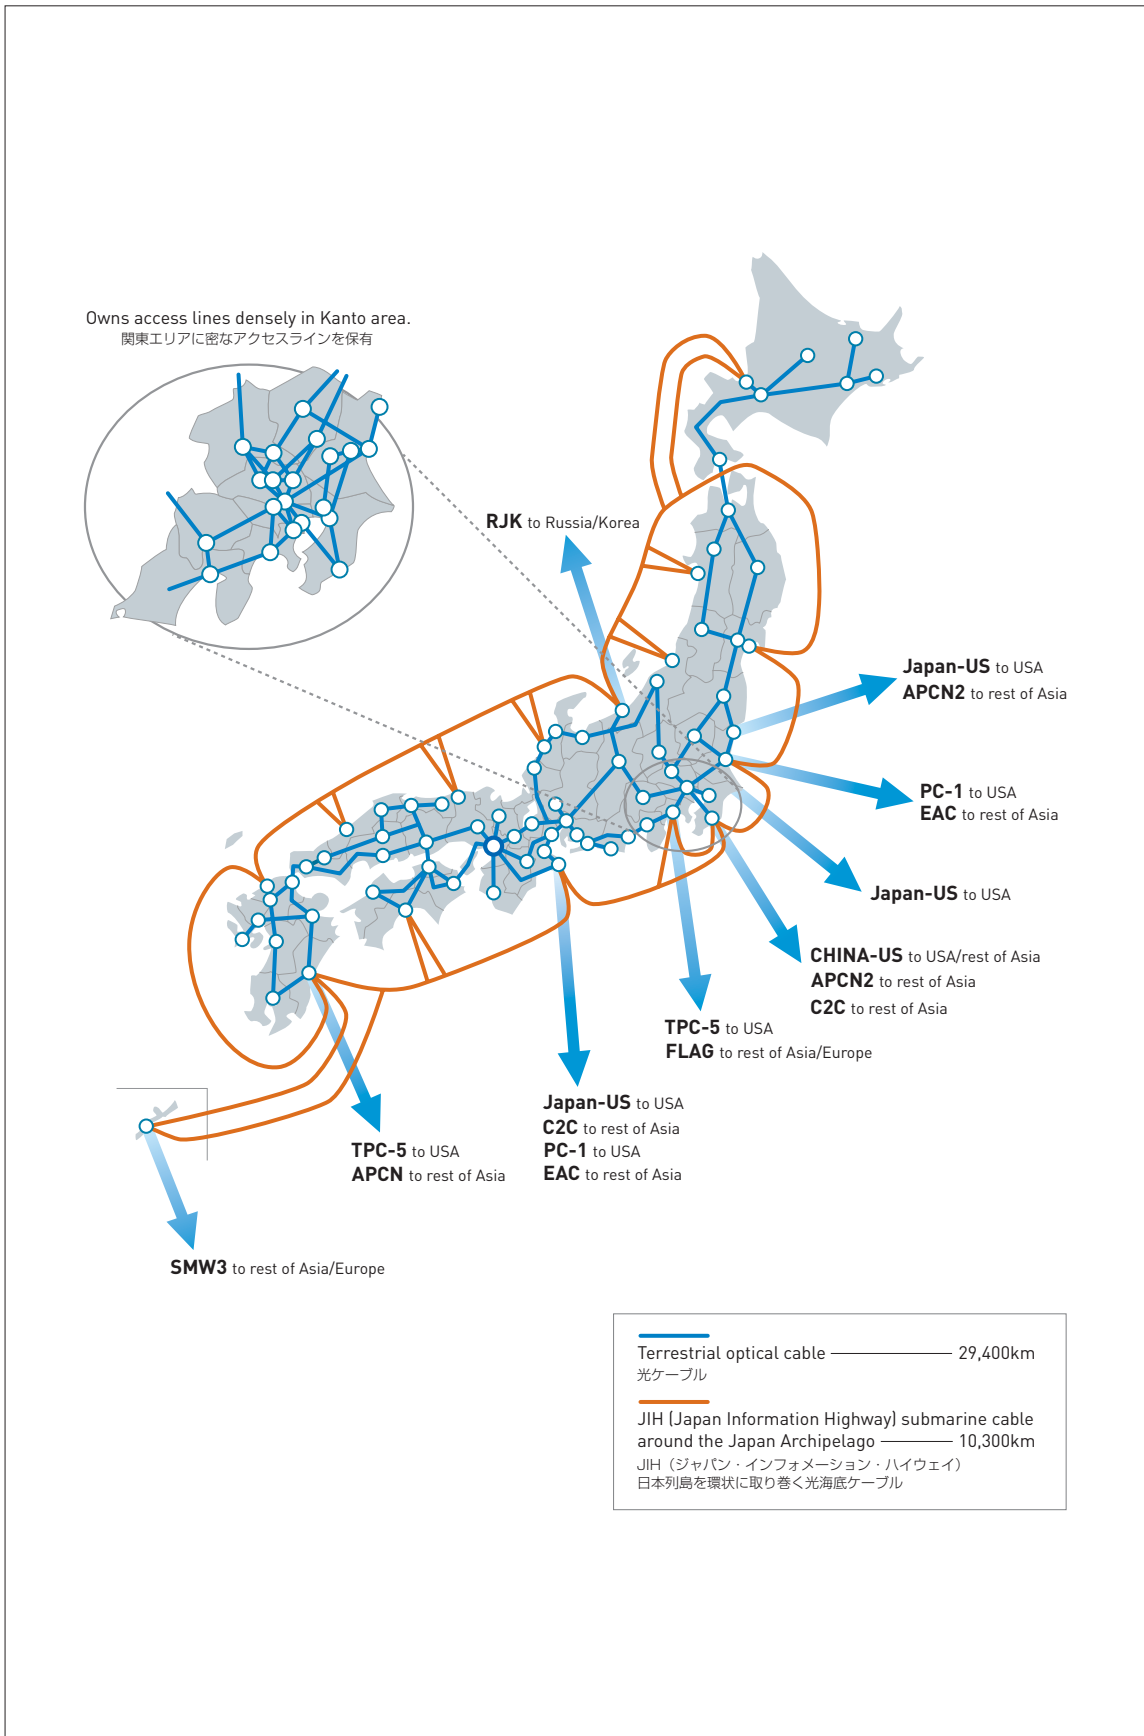 Owns access lines densely in Kanto area.
関東エリアに密なアクセスラインを保有
RJK to Russia/Korea
Japan-US to USA
APCN2 to rest of Asia
PC-1 to USA
EAC to rest of Asia
Japan-US to USA
CHINA-US to USA/rest of Asia
APCN2 to rest of Asia
C2C to rest of Asia
TPC-5 to USA
FLAG to rest of Asia/Europe
Japan-US to USA
C2C to rest of Asia
PC-1 to USA
EAC to rest of Asia
TPC-5 to USA
APCN to rest of Asia
SMW3 to rest of Asia/Europe
Terrestrial optical cable 29,400km
光ケーブル
JIH (Japan Information Highway) submarine cable
around the Japan Archipelago 10,300km
JIH（ジャパン・インフォメーション・ハイウェイ）
日本列島を環状に取り巻く光海底ケーブル